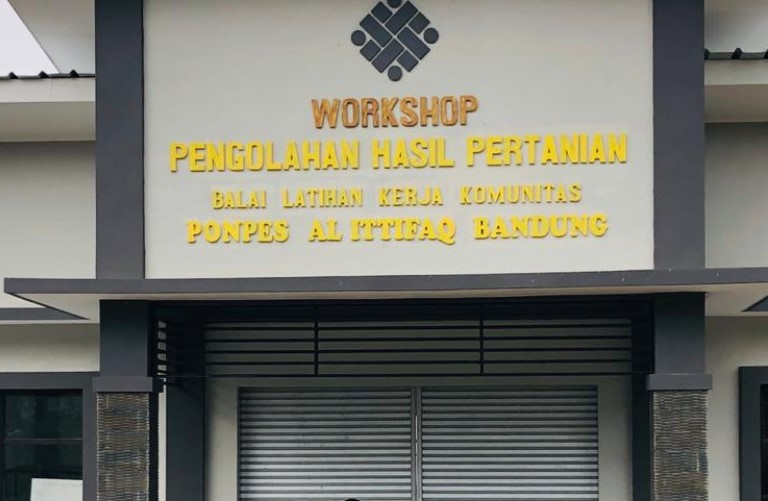 WORKSHOP
PENGOLAHAN HASIL PERTANIAN
BALAI LATIHAN KERJA KOMUNITAS
PONPES AL ITTIFAQ BANDUNG